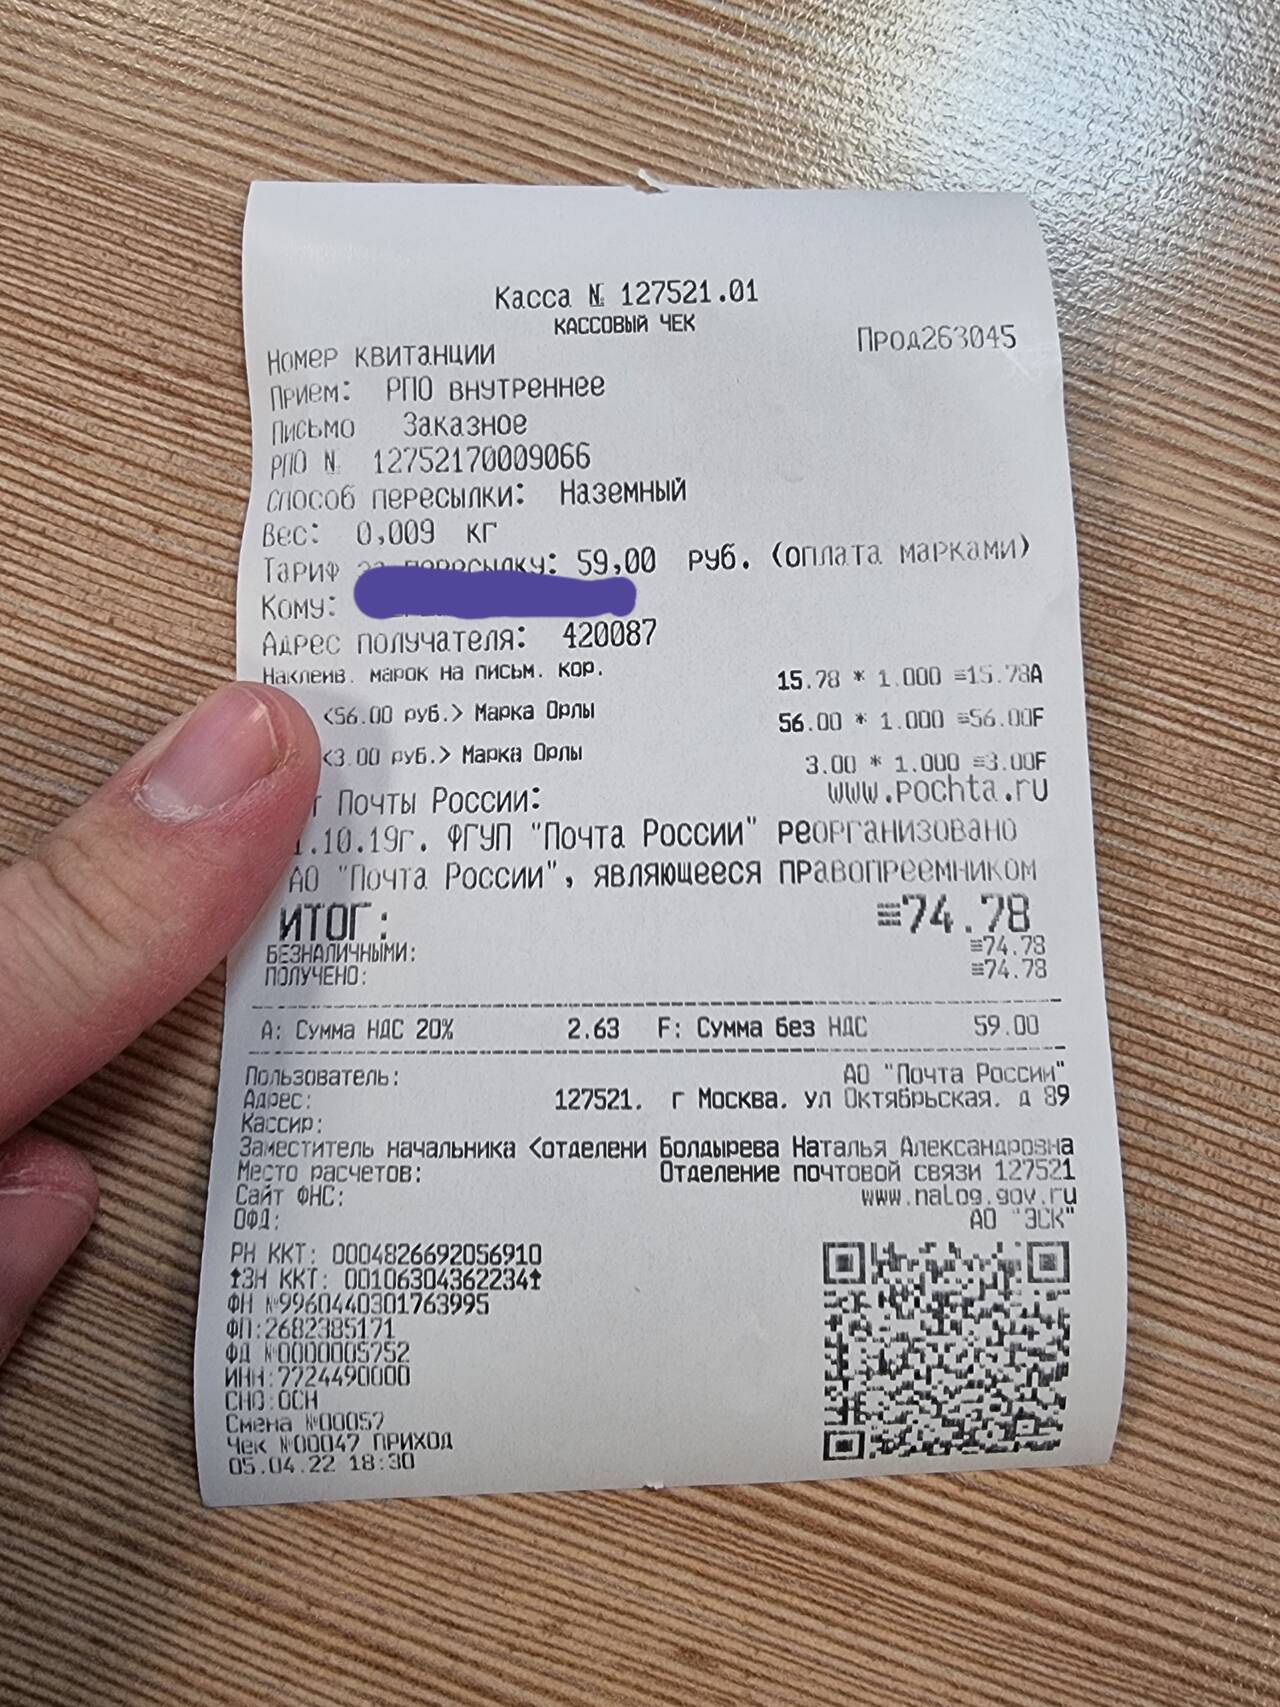 Касса № 127521.01
КАССОВЫЙ ЧЕК
Номер квитанции Прод263045
Прием: РПО внутреннее
Письмо Заказное
РПО № 12752170009066
Способ пересылки: Наземный
Вес: 0,009 кг
Тариф за пересылку: 59,00 руб. (оплата марками)
Кому:
Адрес получателя: 420087
Наклеив. марок на письм. кор. 15.78 * 1.000 ≡15.78А
<56.00 руб.> Марка Орлы 56.00 * 1.000 ≡56.00F
<3.00 руб.> Марка Орлы 3.00 * 1.000 ≡3.00F
Почты России: www.pochta.ru
.10.19г. ФГУП "Почта России" реорганизовано
АО "Почта России", являющееся правопреемником
ИТОГ: ≡74.78
БЕЗНАЛИЧНЫМИ: ≡74.78
ПОЛУЧЕНО: ≡74.78
А: Сумма НДС 20% 2.63 F: Сумма без НДС 59.00
Пользователь: АО "Почта России"
Адрес: 127521, г Москва, ул Октябрьская, д 89
Кассир:
Заместитель начальника <отделени Болдырева Наталья Александровна
Место расчетов: Отделение почтовой связи 127521
Сайт ФНС: www.nalog.gov.ru
ОФД: АО "ЭСК"
РН ККТ: 0004826692056910
↑ЗН ККТ: 00106304362234↑
ФН №9960440301763995
ФП:2682385171
ФД №0000005752
ИНН:7724490000
СНО:ОСН
Смена №00057
Чек №00047 ПРИХОД
05.04.22 18:30